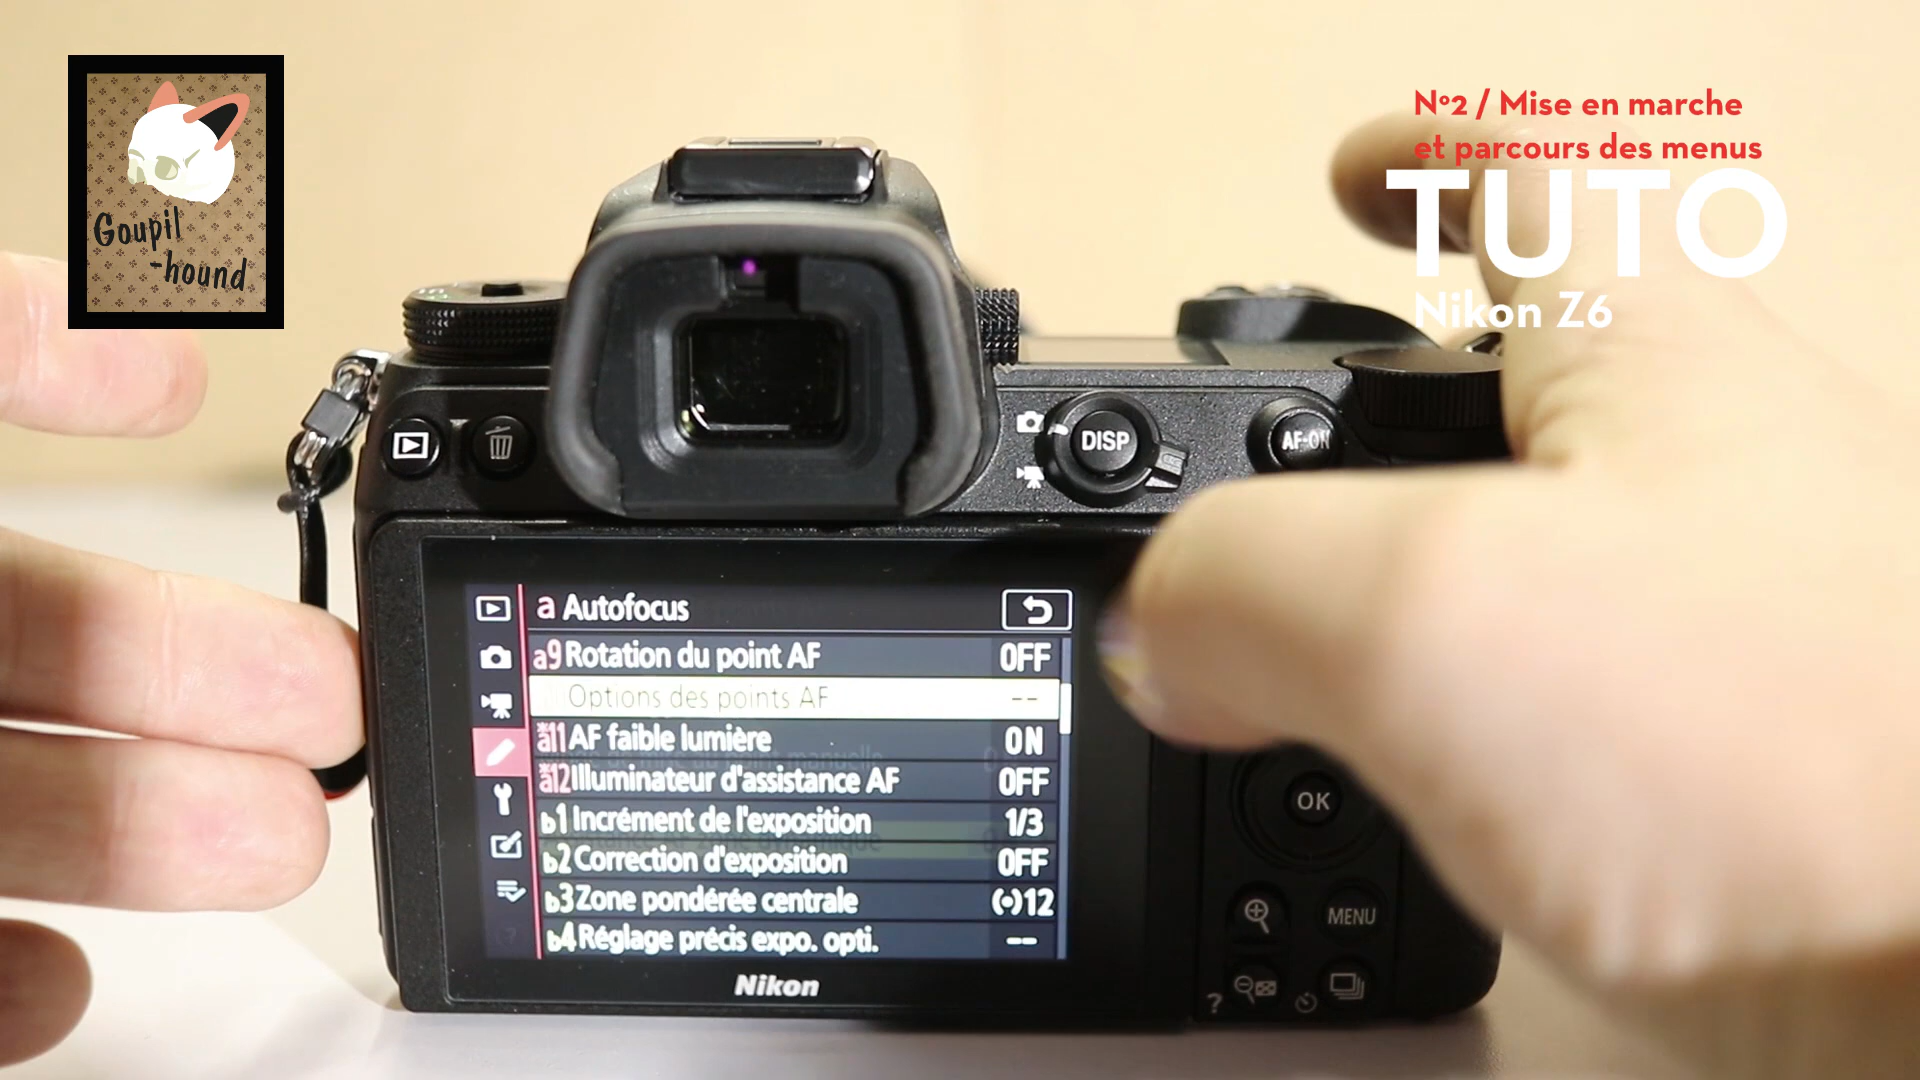 Goupil
-hound
N°2 / Mise en marche
et parcours des menus
TUTO
Nikon Z6
DISP
AF-ON
a Autofocus
a9 Rotation du point AF OFF
Options des points AF --
a11 AF faible lumière ON
a12 Illuminateur d'assistance AF OFF
b1 Incrément de l'exposition 1/3
b2 Correction d'exposition OFF
b3 Zone pondérée centrale (•)12
b4 Réglage précis expo. opti. --
Nikon
OK
MENU
?